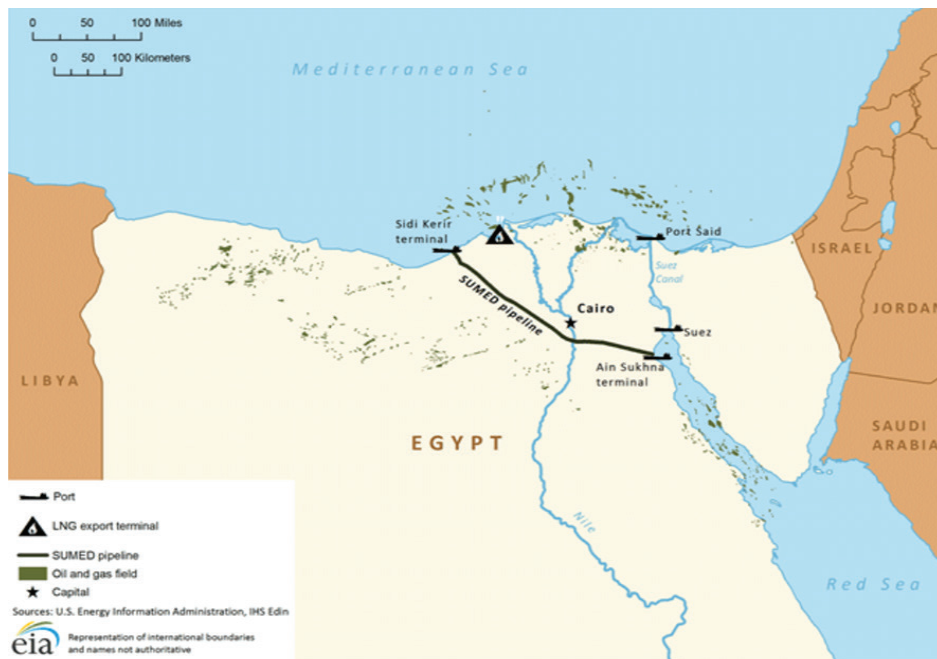 0 50 100 Miles
0 50 100 Kilometers
Mediterranean Sea
Sidi Kerir
terminal
Port Said
ISRAEL
Suez
Canal
SUMED pipeline
Cairo
JORDAN
Suez
Ain Sukhna
terminal
LIBYA
EGYPT
SAUDI
ARABIA
Nile
Red Sea
Port
LNG export terminal
SUMED pipeline
Oil and gas field
Capital
Sources: U.S. Energy Information Administration, IHS Edin
eia
Representation of international boundaries
and names not authoritative